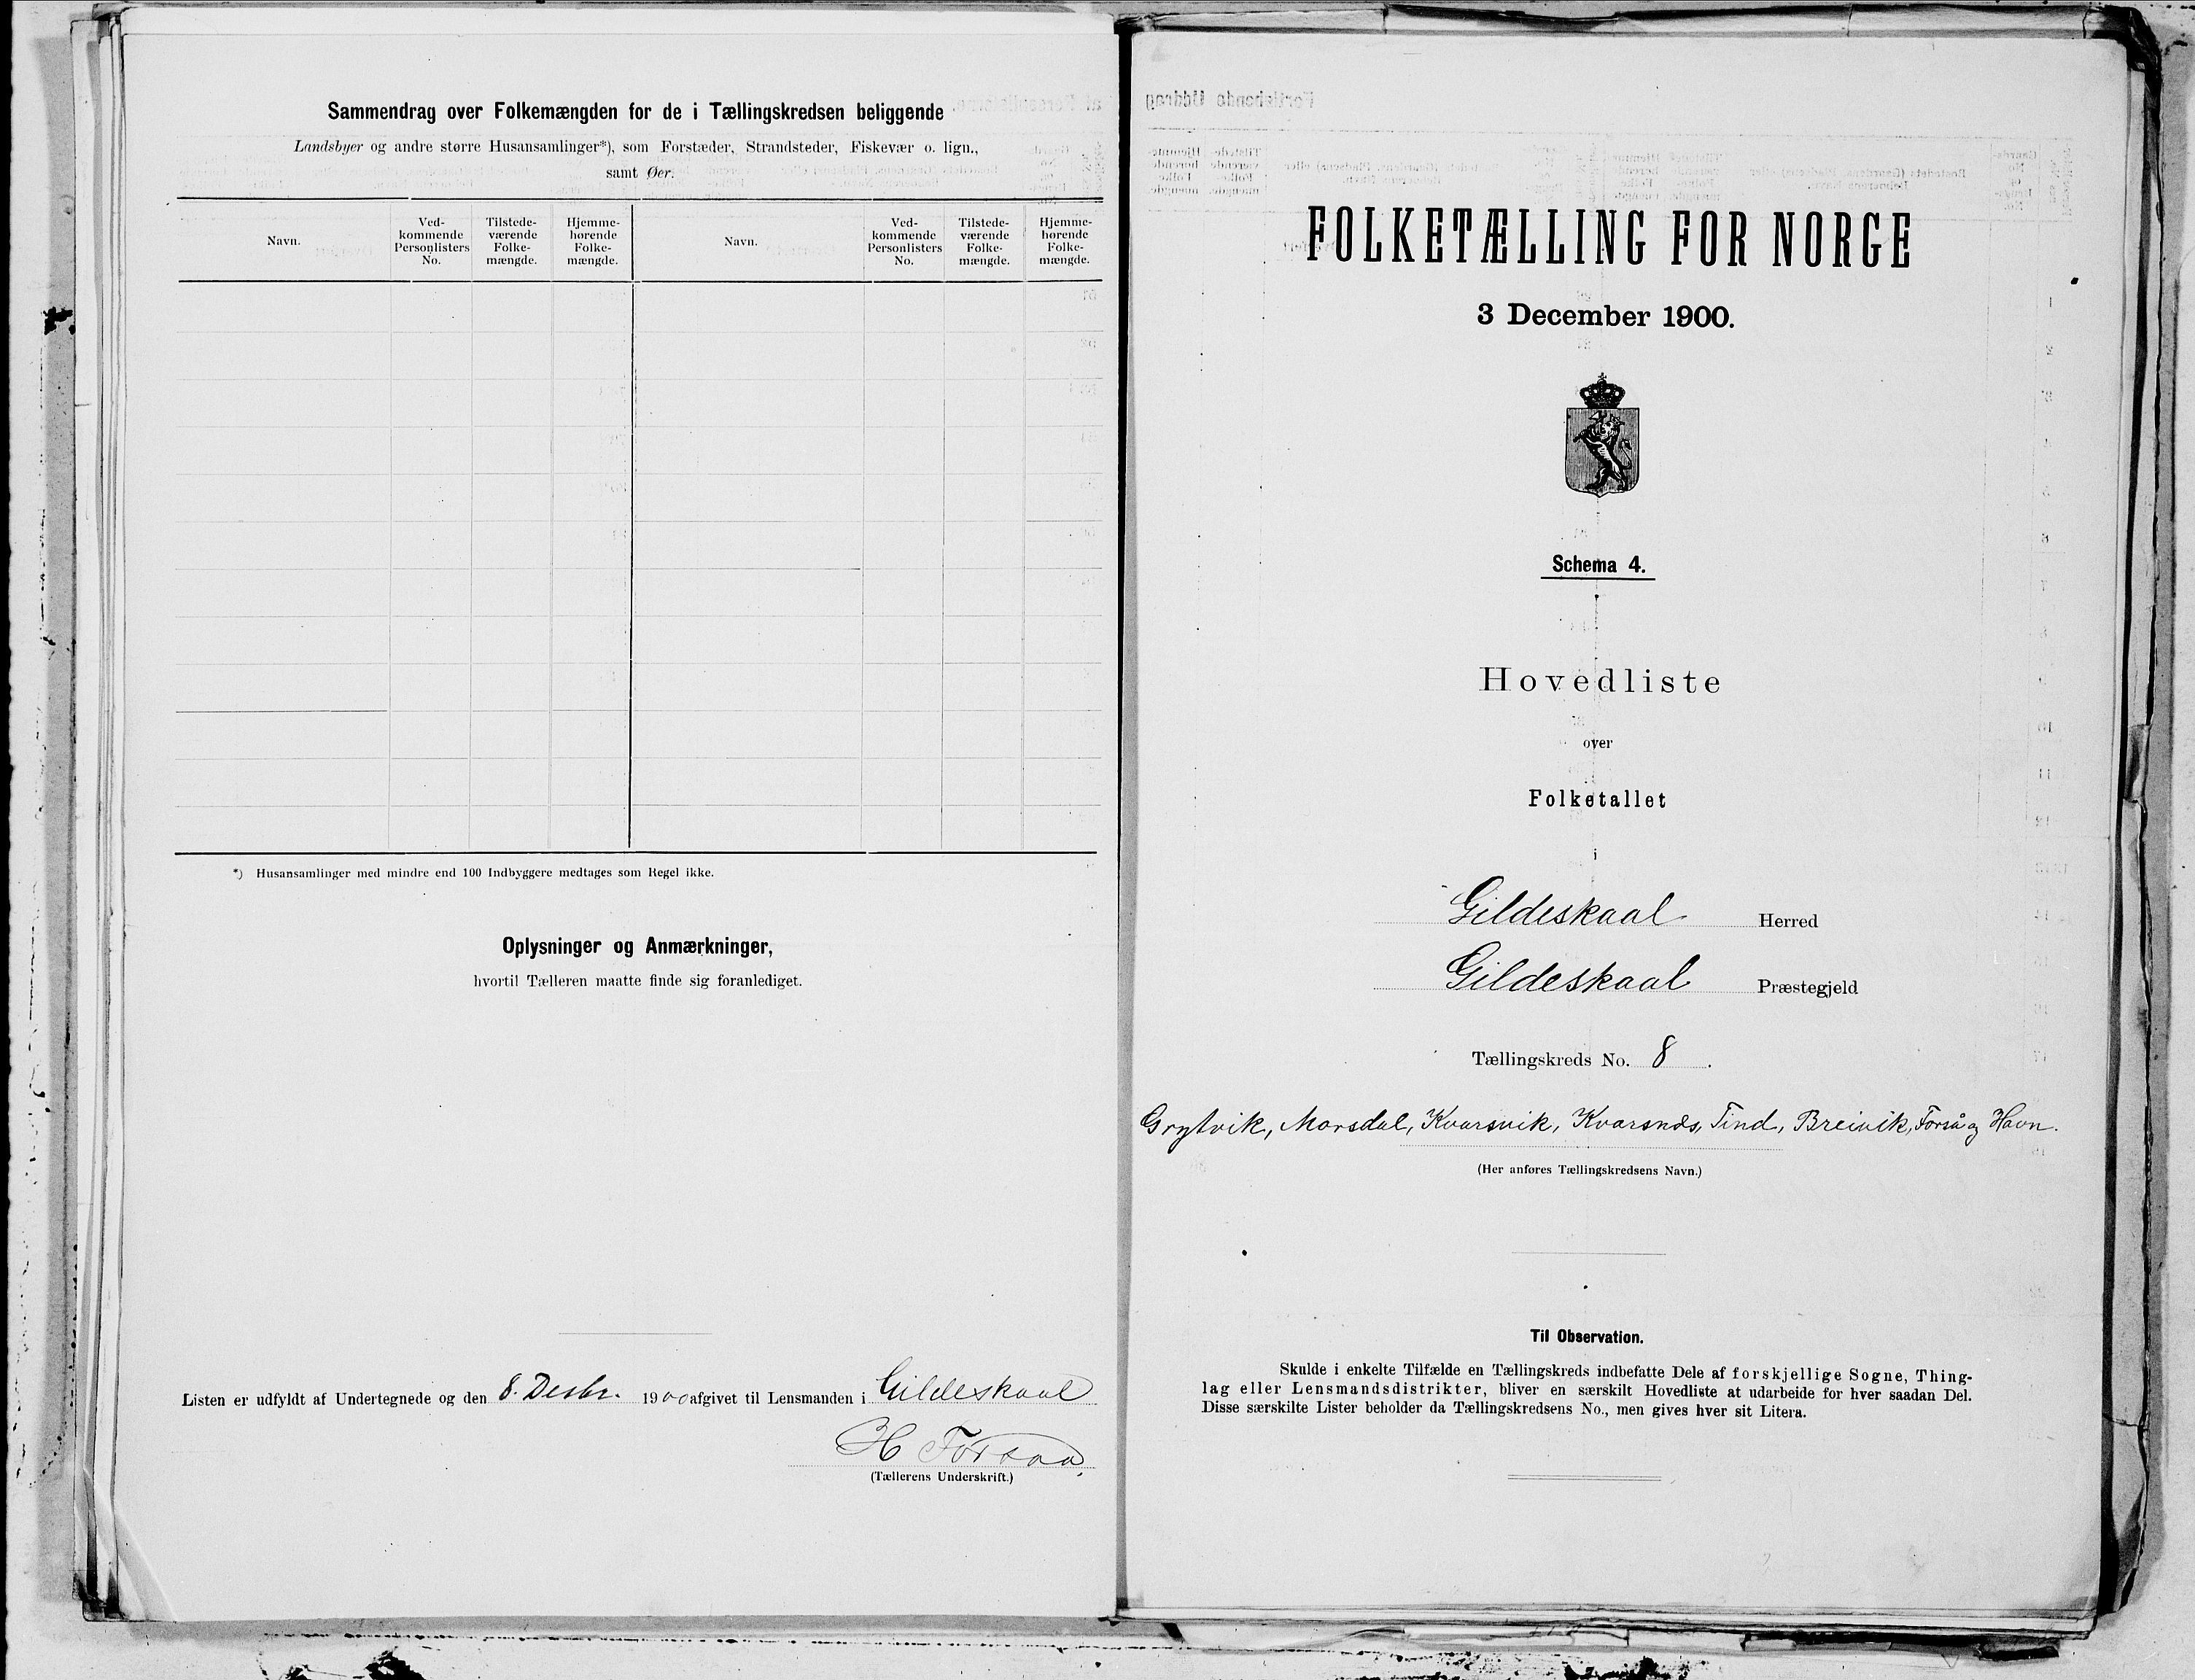 Sammendrag over Folkemængden for de i Tællingskredsen beliggende
Landsbyer og andre større Husansamlinger*), som Forstæder, Strandsteder, Fiskevær o. lign.,
samt Øer.
Navn.
Ved-
kommende
Personlisters
No.
Tilstede-
værende
Folke-
mængde.
Hjemme-
hørende
Folke-
mængde.
Navn.
Ved-
kommende
Personlisters
No.
Tilstede-
værende
Folke-
mængde.
Hjemme-
hørende
Folke-
mængde.
*) Husansamlinger med mindre end 100 Indbyggere medtages som Regel ikke.
Oplysninger og Anmærkninger,
hvortil Tælleren maatte finde sig foranlediget.
Listen er udfyldt af Undertegnede og den 8. Desbr. 1900 afgivet til Lensmanden i Gildeskaal
H Forsaa.
(Tællerens Underskrift.)
FOLKETÆLLING FOR NORGE
3 December 1900.
Schema 4.
Hovedliste
over
Folketallet
i
Gildeskaal Herred
Gildeskaal Præstegjeld
Tællingskreds No. 8.
Grytvik, Morsdal, Kvarsvik, Kvarsnes, Tind, Breivik, Forså og Havn.
(Her anføres Tællingskredsens Navn.)
Til Observation.
Skulde i enkelte Tilfælde en Tællingskreds indbefatte Dele af forskjellige Sogne, Thing-
lag eller Lensmandsdistrikter, bliver en særskilt Hovedliste at udarbeide for hver saadan Del.
Disse særskilte Lister beholder da Tællingskredsens No., men gives hver sit Litera.